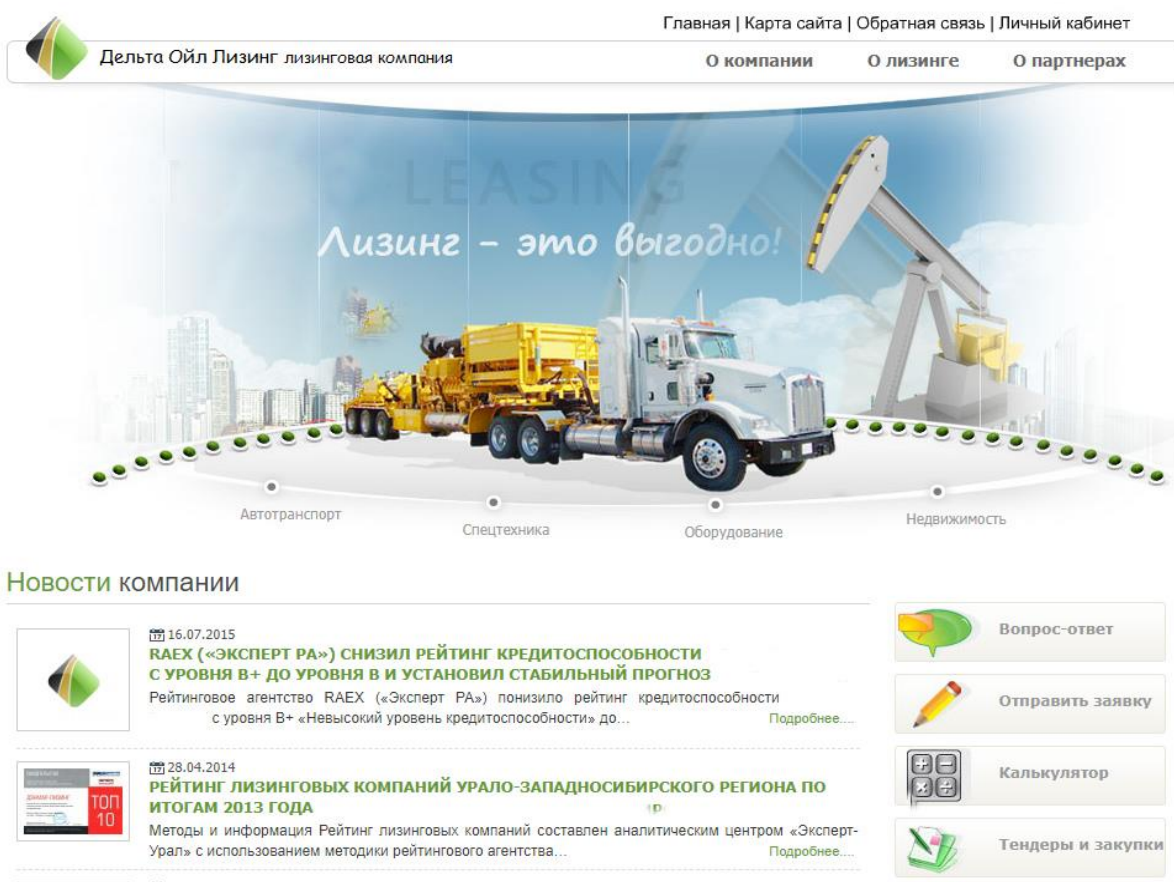 Главная | Карта сайта | Обратная связь | Личный кабинет
Дельта Ойл Лизинг лизинговая компания
О компании О лизинге О партнерах
LEASING
Лизинг – это выгодно!
Автотранспорт
Спецтехника
Оборудование
Недвижимость
Новости компании
16.07.2015
RAEX («ЭКСПЕРТ РА») СНИЗИЛ РЕЙТИНГ КРЕДИТОСПОСОБНОСТИ
С УРОВНЯ В+ ДО УРОВНЯ В И УСТАНОВИЛ СТАБИЛЬНЫЙ ПРОГНОЗ
Рейтинговое агентство RAEX («Эксперт РА») понизило рейтинг кредитоспособности
с уровня В+ «Невысокий уровень кредитоспособности» до...
Подробнее....
28.04.2014
РЕЙТИНГ ЛИЗИНГОВЫХ КОМПАНИЙ УРАЛО-ЗАПАДНОСИБИРСКОГО РЕГИОНА ПО
ИТОГАМ 2013 ГОДА
Методы и информация Рейтинг лизинговых компаний составлен аналитическим центром «Эксперт-
Урал» с использованием методики рейтингового агентства...
Подробнее....
ТОП
10
Вопрос-ответ
Отправить заявку
Калькулятор
Тендеры и закупки